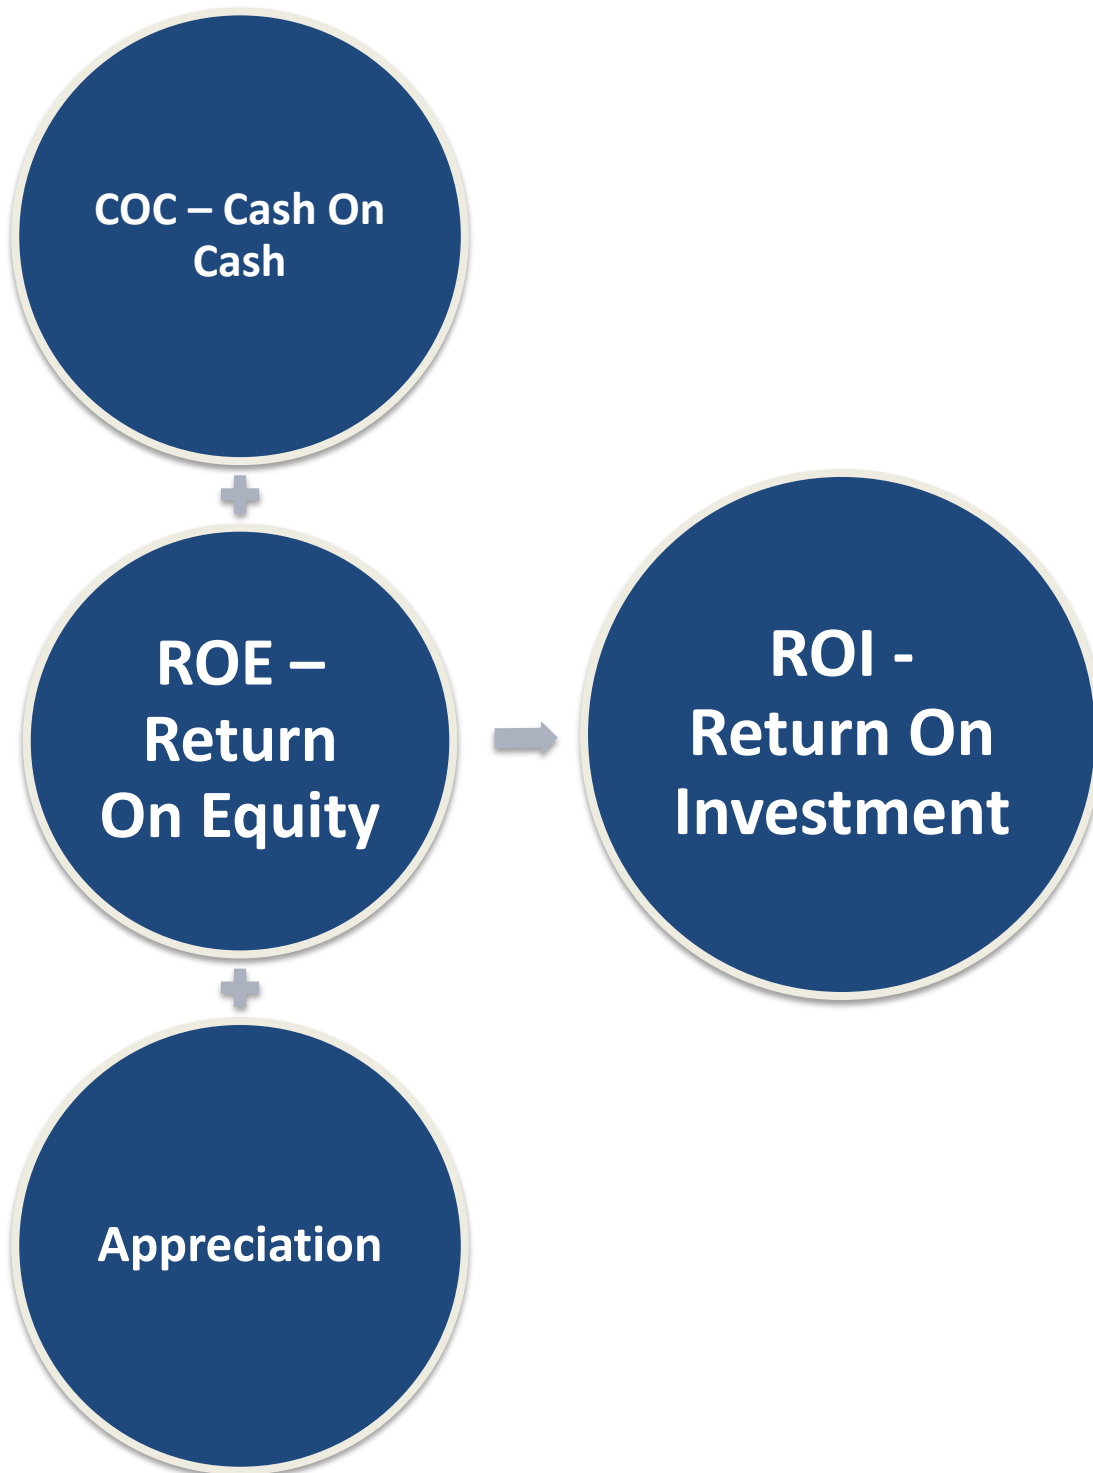 COC – Cash On
Cash
ROE –
Return
On Equity
Appreciation
ROI -
Return On
Investment